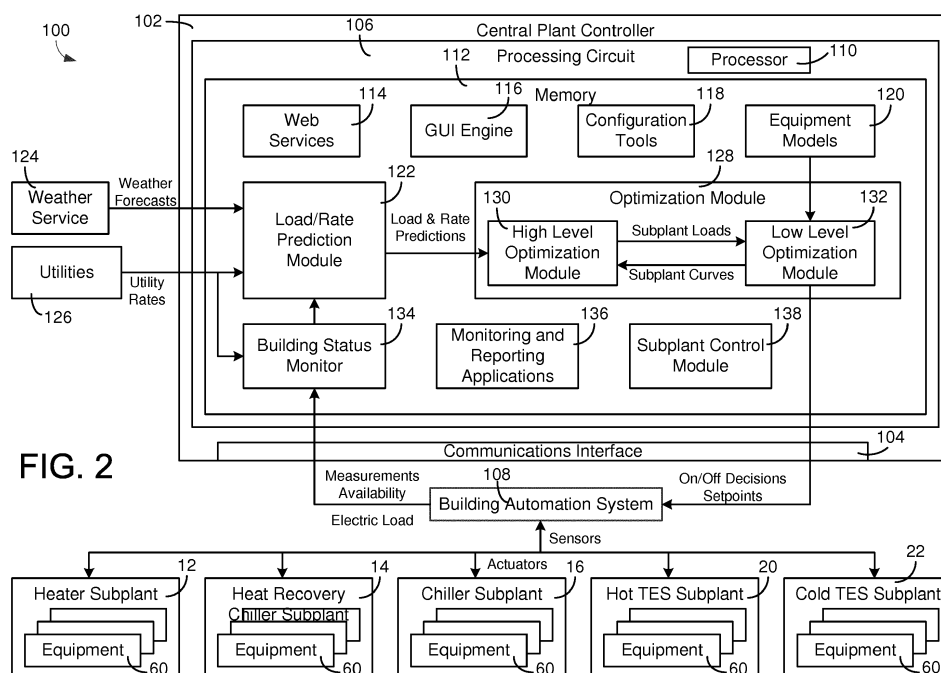 102
Central Plant Controller
100
106
Processing Circuit
Processor
110
112
Memory
114
Web
Services
116
GUI Engine
118
Configuration
Tools
120
Equipment
Models
124
Weather
Service
Weather
Forecasts
122
Load/Rate
Prediction
Module
Load & Rate
Predictions
128
Optimization Module
130
High Level
Optimization
Module
Subplant Loads
Subplant Curves
132
Low Level
Optimization
Module
Utilities
126
Utility
Rates
134
Building Status
Monitor
136
Monitoring and
Reporting
Applications
138
Subplant Control
Module
Communications Interface
104
FIG. 2
Measurements
Availability
Electric Load
108
Building Automation System
On/Off Decisions
Setpoints
Sensors
Actuators
12
Heater Subplant
Equipment
60
14
Heat Recovery
Chiller Subplant
Equipment
60
16
Chiller Subplant
Equipment
60
20
Hot TES Subplant
Equipment
60
22
Cold TES Subplant
Equipment
60